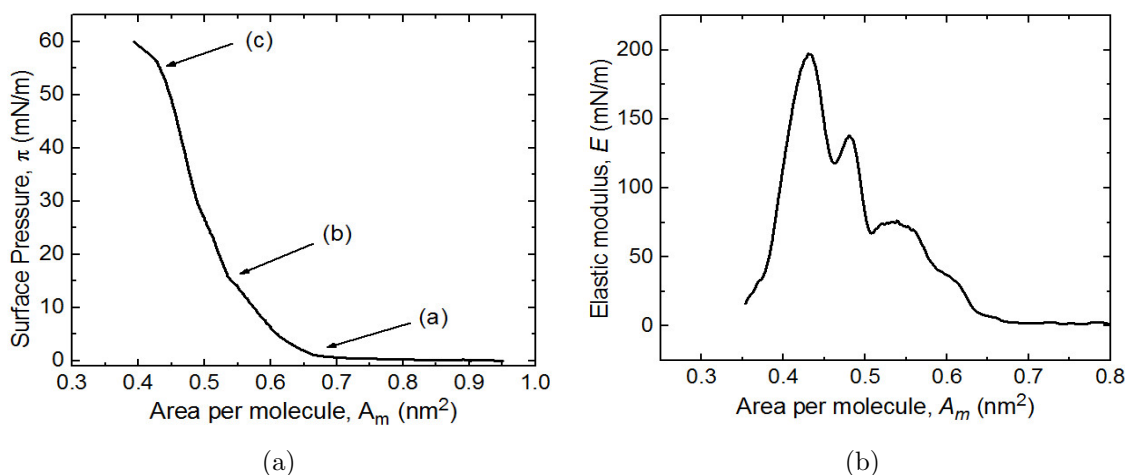 60
50
40
30
20
10
0
Surface Pressure, π (mN/m)
(c)
(b)
(a)
0.3 0.4 0.5 0.6 0.7 0.8 0.9 1.0
Area per molecule, Am (nm2)
(a)
200
150
100
50
0
Elastic modulus, E (mN/m)
0.3 0.4 0.5 0.6 0.7 0.8
Area per molecule, Am (nm2)
(b)